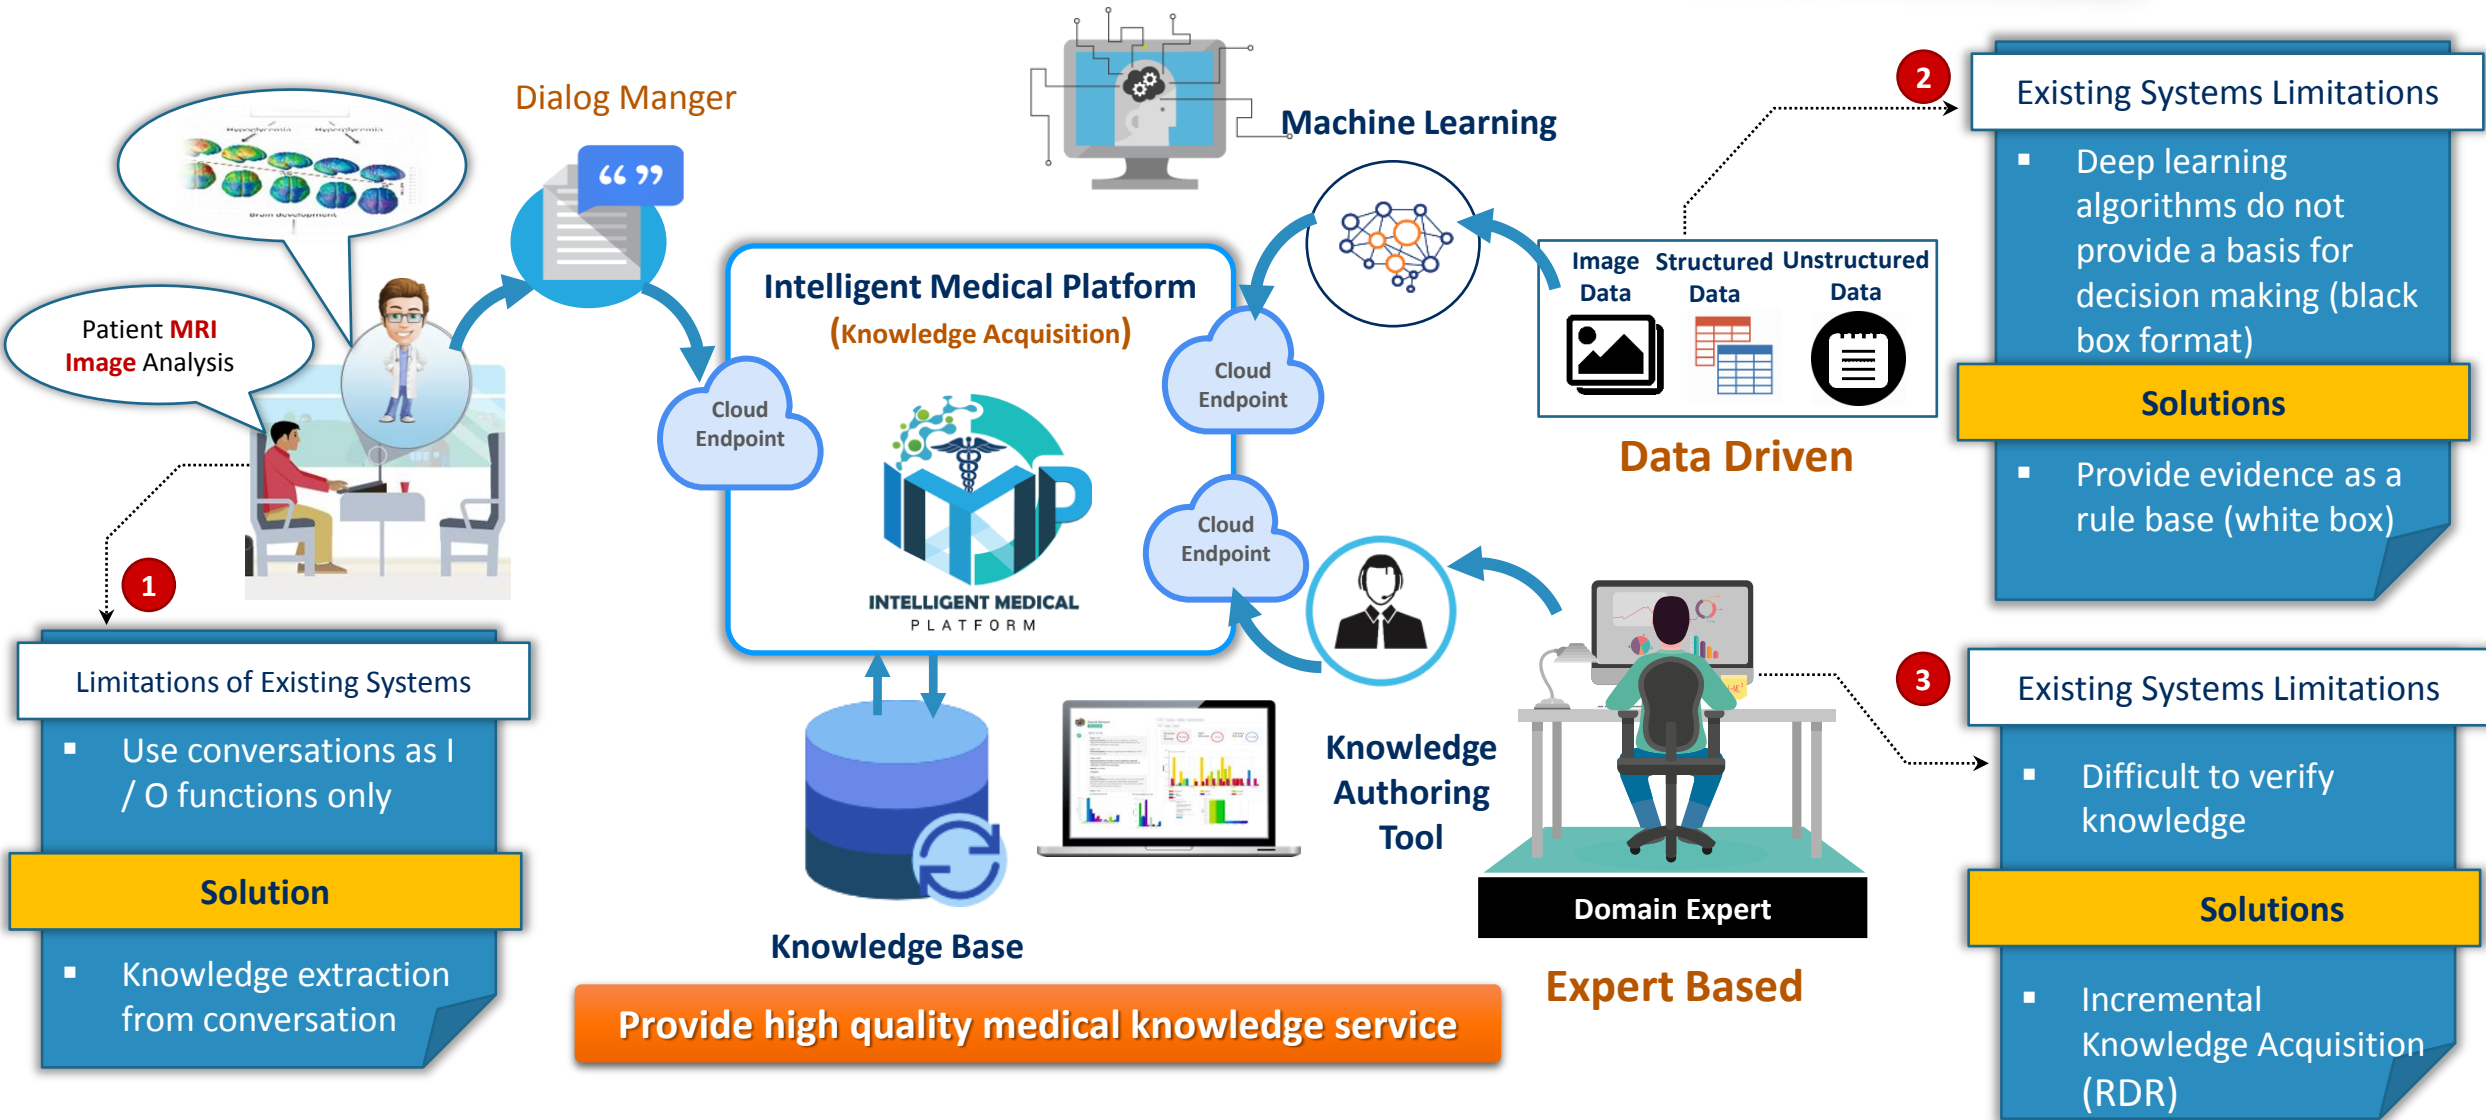 Hypoglycemia Hyperglycemia
Brain development
Patient MRI
Image Analysis
Dialog Manger
“ ”
Machine Learning
Intelligent Medical Platform
(Knowledge Acquisition)
Cloud
Endpoint
Cloud
Endpoint
Cloud
Endpoint
IMP
INTELLIGENT MEDICAL
PLATFORM
Image
Data
Structured
Data
Unstructured
Data
Data Driven
Knowledge Base
Knowledge
Authoring
Tool
Domain Expert
Expert Based
Provide high quality medical knowledge service
1
Limitations of Existing Systems
▪ Use conversations as I
/ O functions only
Solution
▪ Knowledge extraction
from conversation
2
Existing Systems Limitations
▪ Deep learning
algorithms do not
provide a basis for
decision making (black
box format)
Solutions
▪ Provide evidence as a
rule base (white box)
3
Existing Systems Limitations
▪ Difficult to verify
knowledge
Solutions
▪ Incremental
Knowledge Acquisition
(RDR)